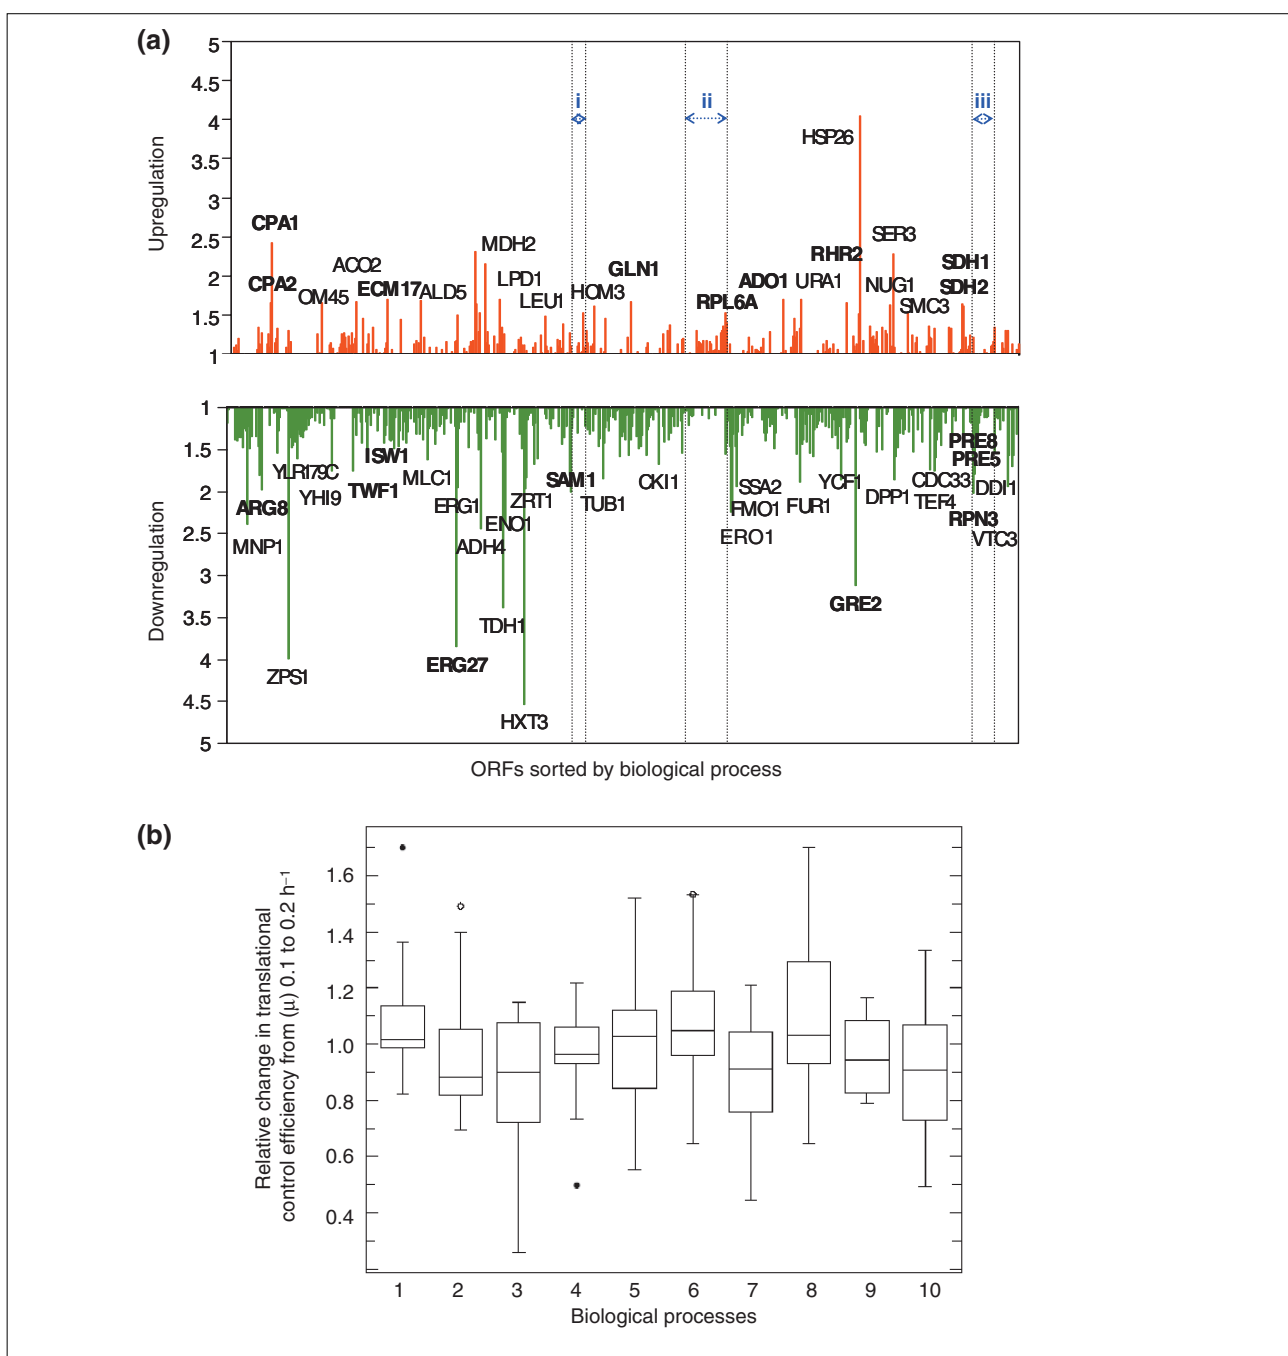 (a)
5
4.5
4
3.5
3
2.5
2
1.5
1
Upregulation
i
ii
iii
HSP26
CPA1
CPA2
OM45
ACO2
ECM17
ALD5
MDH2
LPD1
LEU1
HOM3
GLN1
RPL6A
ADO1
URA1
RHR2
SER3
NUG1
SMC3
SDH1
SDH2
1
1.5
2
2.5
3
3.5
4
4.5
5
Downregulation
ARG8
MNP1
YLR179C
YHI9
ZPS1
ISW1
TWF1
MLC1
ERG1
ADH4
ENO1
ZRT1
TDH1
ERG27
HXT3
SAM1
TUB1
CKI1
SSA2
FMO1
ERO1
FUR1
YCF1
GRE2
DPP1
TEF4
CDC33
PRE8
PRE5
DDI1
RPN3
VTC3
ORFs sorted by biological process
(b)
Relative change in translational
control efficiency from (μ) 0.1 to 0.2 h⁻¹
1.6
1.4
1.2
1.0
0.8
0.6
0.4
1 2 3 4 5 6 7 8 9 10
Biological processes